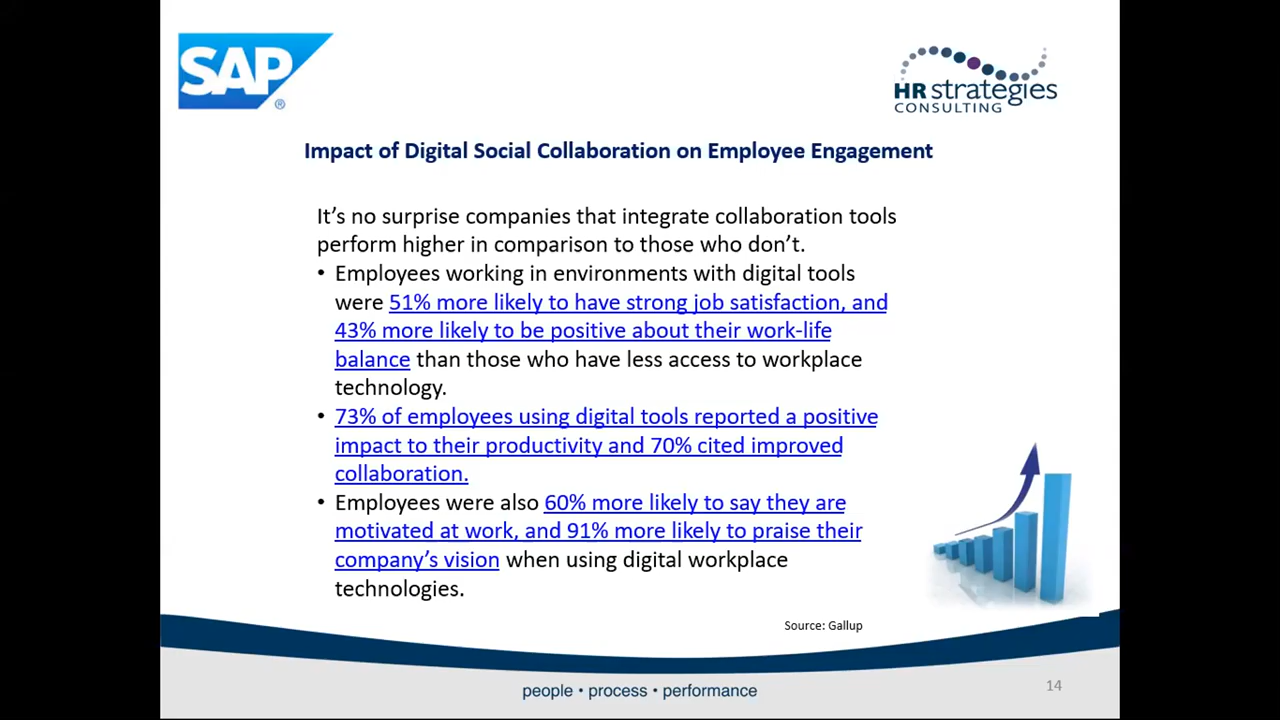 SAP
®
HR strategies
CONSULTING
Impact of Digital Social Collaboration on Employee Engagement
It’s no surprise companies that integrate collaboration tools
perform higher in comparison to those who don’t.
• Employees working in environments with digital tools
were 51% more likely to have strong job satisfaction, and
43% more likely to be positive about their work-life
balance than those who have less access to workplace
technology.
• 73% of employees using digital tools reported a positive
impact to their productivity and 70% cited improved
collaboration.
• Employees were also 60% more likely to say they are
motivated at work, and 91% more likely to praise their
company’s vision when using digital workplace
technologies.
Source: Gallup
people • process • performance
14